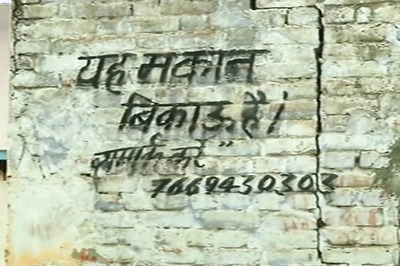 यह मकान
बिकाऊ है।
सम्पर्क करें
7669430303